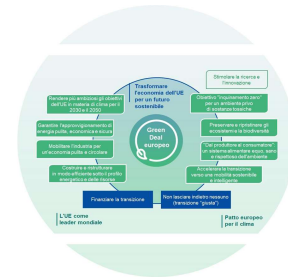 Trasformare
l'economia dell'UE
per un futuro
sostenibile
Stimolare la ricerca e
l'innovazione
Rendere più ambiziosi gli obiettivi
dell'UE in materia di clima per il
2030 e il 2050
Obiettivo "inquinamento zero"
per un ambiente privo
di sostanze tossiche
Garantire l'approvvigionamento di
energia pulita, economica e sicura
Preservare e ripristinare gli
ecosistemi e la biodiversità
Green
Deal
europeo
Mobilitare l'industria per
un'economia pulita e circolare
"Dal produttore al consumatore":
un sistema alimentare equo, sano
e rispettoso dell'ambiente
Costruire e ristrutturare
in modo efficiente sotto il profilo
energetico e delle risorse
Accelerare la transizione
verso una mobilità sostenibile
e intelligente
Finanziare la transizione
Non lasciare indietro nessuno
(transizione "giusta")
L'UE come
leader mondiale
Patto europeo
per il clima